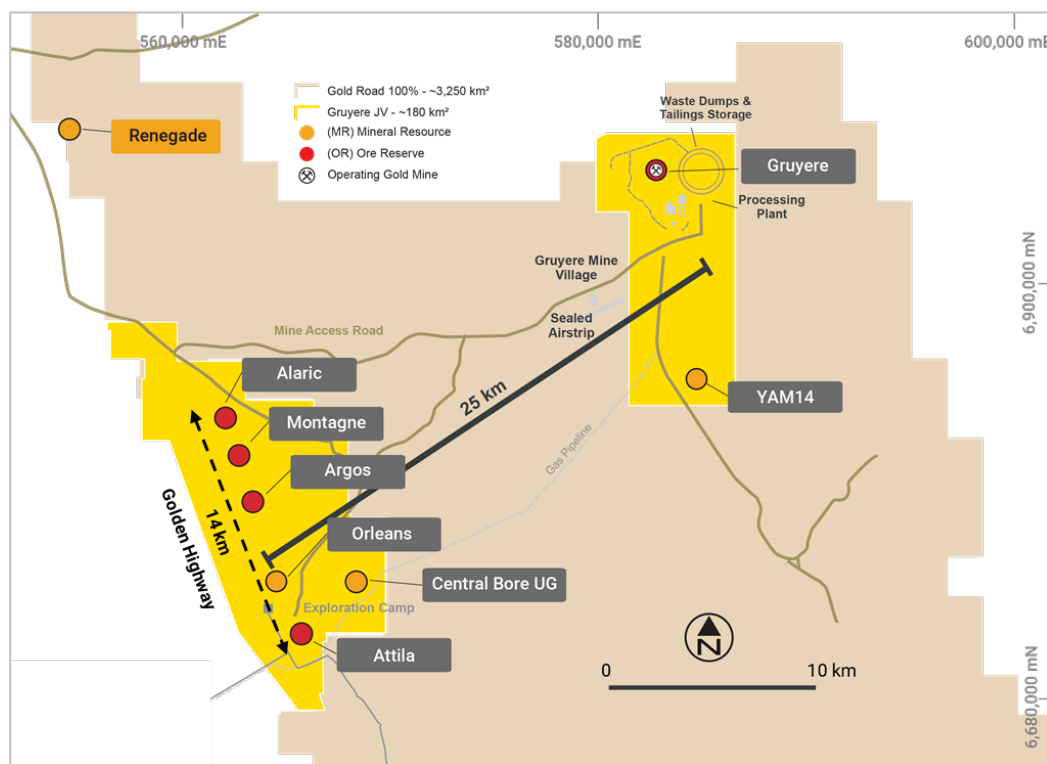 560,000 mE
580,000 mE
600,000 mE
Gold Road 100% - ~3,250 km²
Gruyere JV - ~180 km²
(MR) Mineral Resource
(OR) Ore Reserve
Operating Gold Mine
Renegade
Waste Dumps &
Tailings Storage
Gruyere
Processing
Plant
Gruyere Mine
Village
6,900,000 mN
Sealed
Airstrip
Mine Access Road
Alaric
25 km
YAM14
Montagne
Gas Pipeline
Argos
Golden Highway
14 km
Orleans
Central Bore UG
Exploration Camp
Attila
N
0
10 km
6,680,000 mN